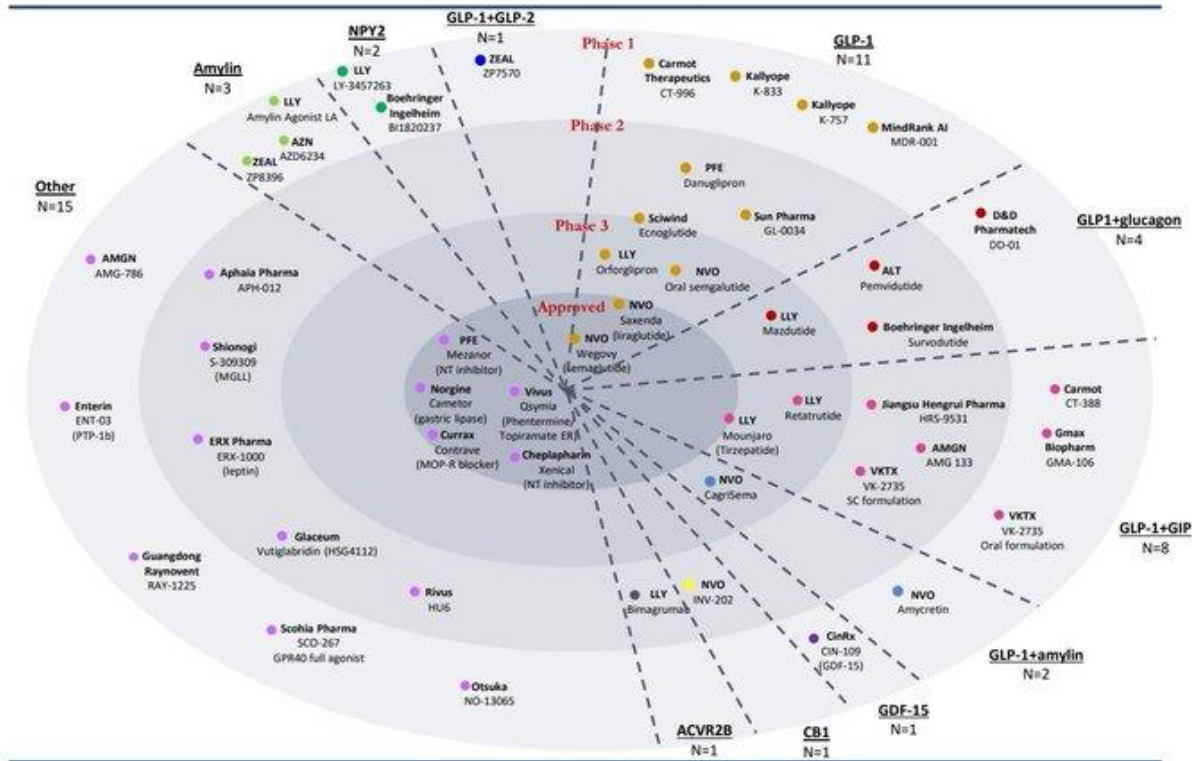 GLP-1+GLP-2
N=1
NPY2
N=2
Amylin
N=3
Other
N=15
GLP-1
N=11
GLP1+glucagon
N=4
GLP-1+GIP
N=8
GLP-1+amylin
N=2
GDF-15
N=1
CB1
N=1
ACVR2B
N=1
Phase 1
Phase 2
Phase 3
Approved
ZEAL
ZP7570
LLY
LY-3457263
Boehringer
Ingelheim
BI1820237
LLY
Amylin Agonist LA
AZN
AZD6234
ZEAL
ZP8396
Carmot
Therapeutics
CT-996
Kallyope
K-833
Kallyope
K-757
MindRank AI
MDR-001
PFE
Danuglipron
Sciwind
Ecnoglutide
Sun Pharma
GL-0034
LLY
Orforglipron
NVO
Oral semgalutide
NVO
Saxenda
(liraglutide)
NVO
Wegovy
(semaglutide)
D&D
Pharmatech
DD-01
ALT
Pemvidutide
LLY
Mazdutide
Boehringer Ingelheim
Survodutide
Carmot
CT-388
Gmax
Biopharm
GMA-106
Jiangsu Hengrui Pharma
HRS-9531
AMGN
AMG 133
VKTX
VK-2735
SC formulation
VKTX
VK-2735
Oral formulation
LLY
Retatrutide
LLY
Mounjaro
(Tirzepatide)
NVO
CagriSema
NVO
Amycretin
CinRx
CIN-109
(GDF-15)
NVO
INV-202
LLY
Bimagrumab
AMGN
AMG-786
Aphaia Pharma
APH-012
Shionogi
S-309309
(MGLL)
Enterin
ENT-03
(PTP-1b)
ERX Pharma
ERX-1000
(leptin)
PFE
Mezanor
(NT inhibitor)
Norgine
Cametor
(gastric lipase)
Vivus
Qsymia
(Phentermine/
Topiramate ER)
Currax
Contrave
(MOP-R blocker)
Cheplapharin
Xenical
(NT inhibitor)
Glaceum
Vutiglabridin (HSG4112)
Guangdong
Raynovent
RAY-1225
Rivus
HU6
Scohia Pharma
SCO-267
GPR40 full agonist
Otsuka
NO-13065